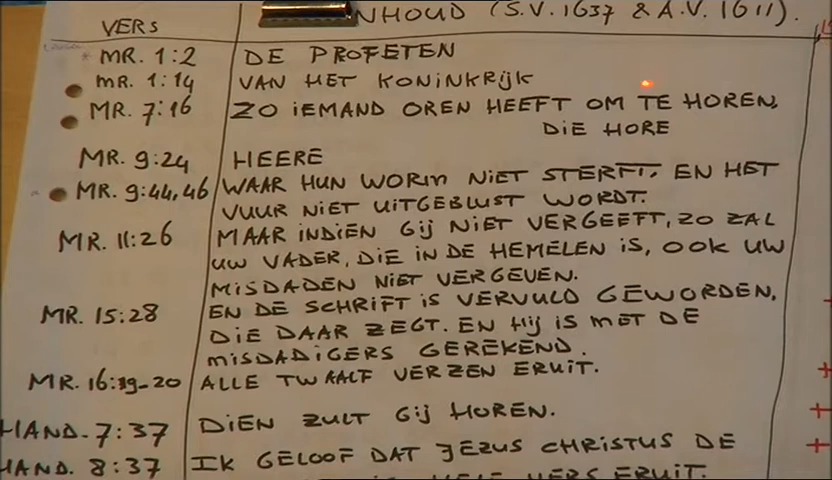 VERS NHOUD (S.V. 1637 & A.V. 1611).
MR. 1:2 DE PROFETEN
MR. 1:14 VAN HET KONINKRIJK
MR. 7:16 ZO IEMAND OREN HEEFT OM TE HOREN,
DIE HORE
MR. 9:24 HEERE
MR. 9:44,46 WAAR HUN WORM NIET STERFT. EN HET
VUUR NIET UITGEBLUST WORDT.
MR. 11:26 MAAR INDIEN GIJ NIET VERGEEFT, ZO ZAL
UW VADER, DIE IN DE HEMELEN IS, OOK UW
MISDADEN NIET VERGEVEN.
MR. 15:28 EN DE SCHRIFT IS VERVULD GEWORDEN,
DIE DAAR ZEGT. EN HIJ IS MET DE
MISDADIGERS GEREKEND.
MR. 16:19-20 ALLE TWAALF VERZEN ERUIT.
HAND. 7:37 DIEN ZULT GIJ HOREN.
HAND. 8:37 IK GELOOF DAT JEZUS CHRISTUS DE
HELE VERS ERUIT.